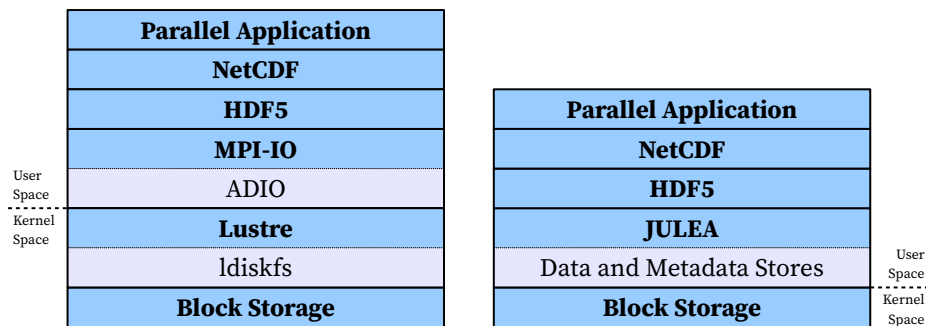 Parallel Application
NetCDF
HDF5
MPI-IO
ADIO
User
Space
Kernel
Space
Lustre
ldiskfs
Block Storage
Parallel Application
NetCDF
HDF5
JULEA
Data and Metadata Stores
User
Space
Kernel
Space
Block Storage